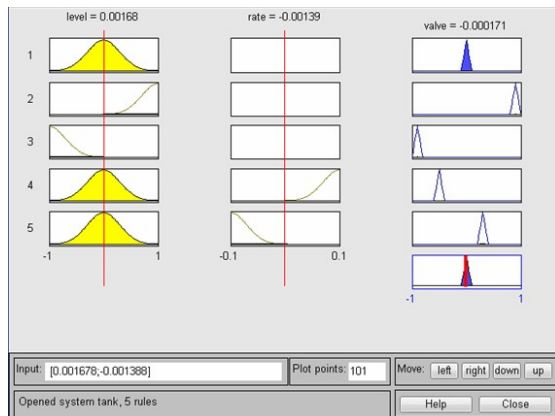 level = 0.00168
rate = -0.00139
valve = -0.000171
1
2
3
4
5
-1
1
-0.1
0.1
-1
1
Input:
[0.001678;-0.001388]
Plot points:
101
Move:
left
right
down
up
Opened system tank, 5 rules
Help
Close